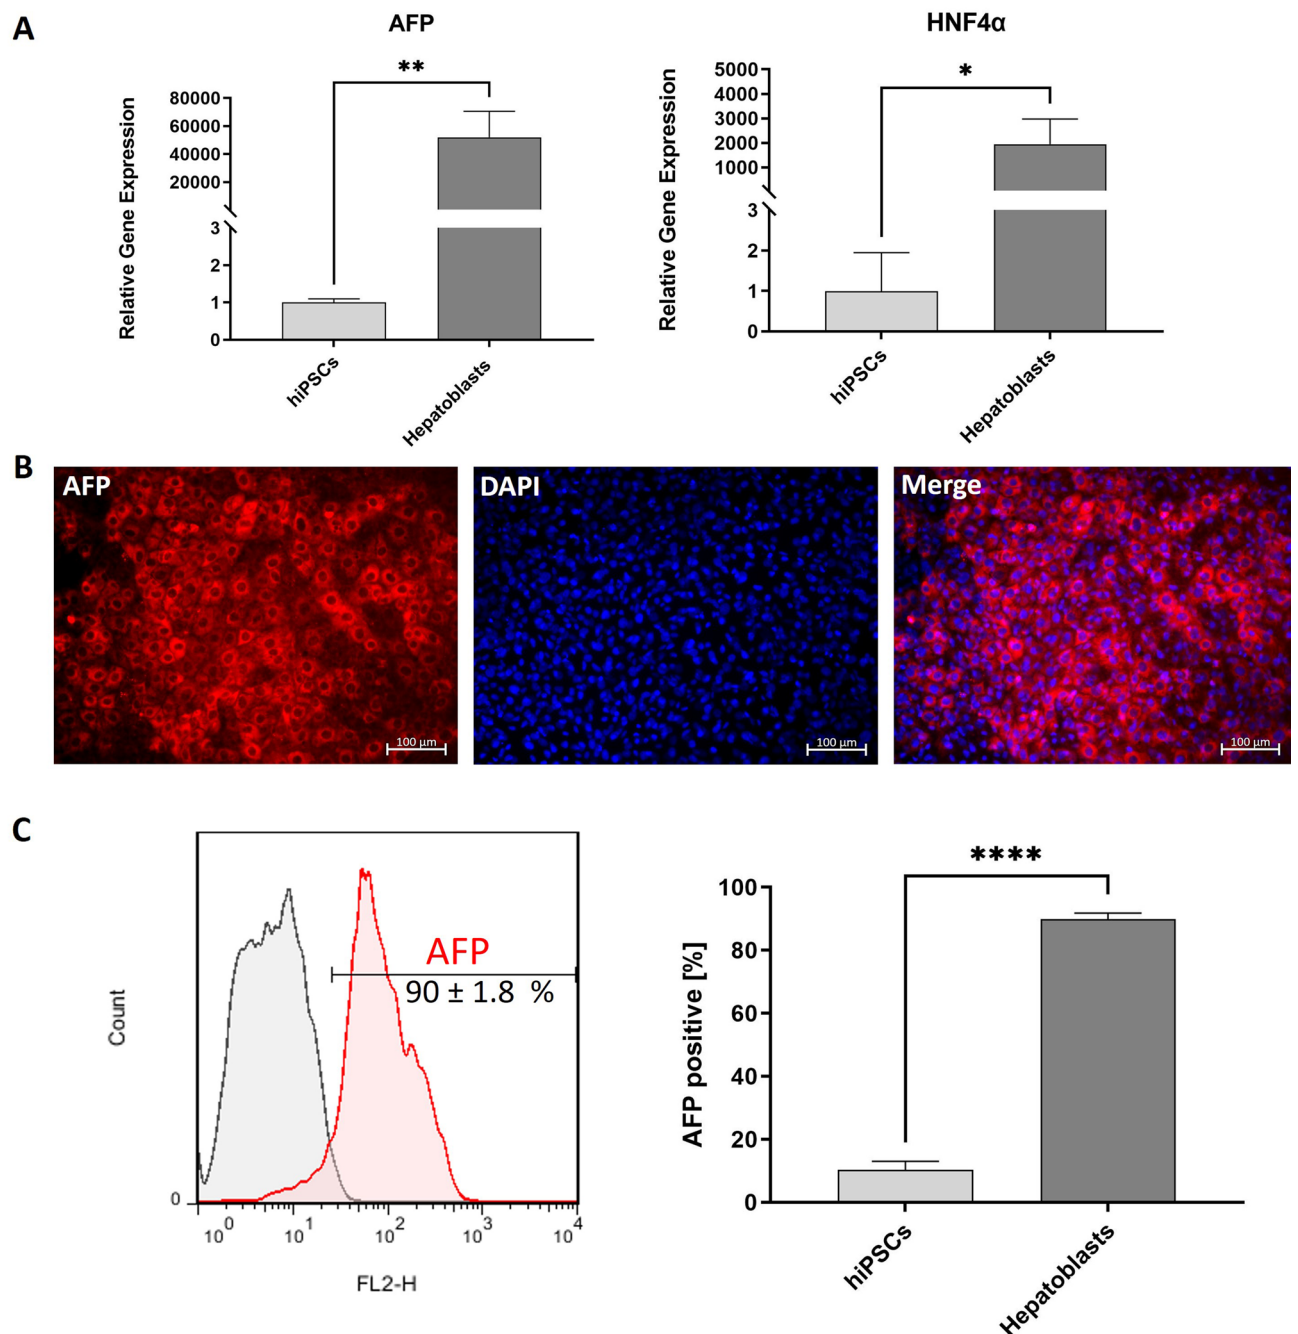 A
AFP
**
Relative Gene Expression
80000
60000
40000
20000
3
2
1
0
hiPSCs
Hepatoblasts
HNF4α
*
Relative Gene Expression
5000
4000
3000
2000
1000
3
2
1
0
hiPSCs
Hepatoblasts
B
AFP
100 µm
DAPI
100 µm
Merge
100 µm
C
Count
0
AFP
90 ± 1.8 %
10^0
10^1
10^2
10^3
10^4
FL2-H
****
AFP positive [%]
100
80
60
40
20
0
hiPSCs
Hepatoblasts